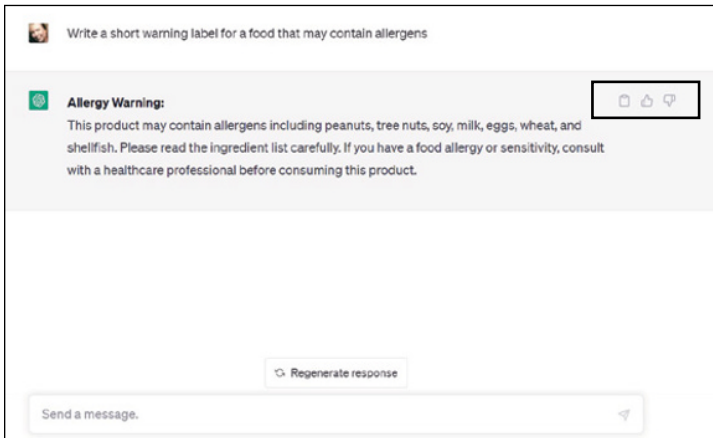 Write a short warning label for a food that may contain allergens
Allergy Warning:
This product may contain allergens including peanuts, tree nuts, soy, milk, eggs, wheat, and
shellfish. Please read the ingredient list carefully. If you have a food allergy or sensitivity, consult
with a healthcare professional before consuming this product.
Regenerate response
Send a message.